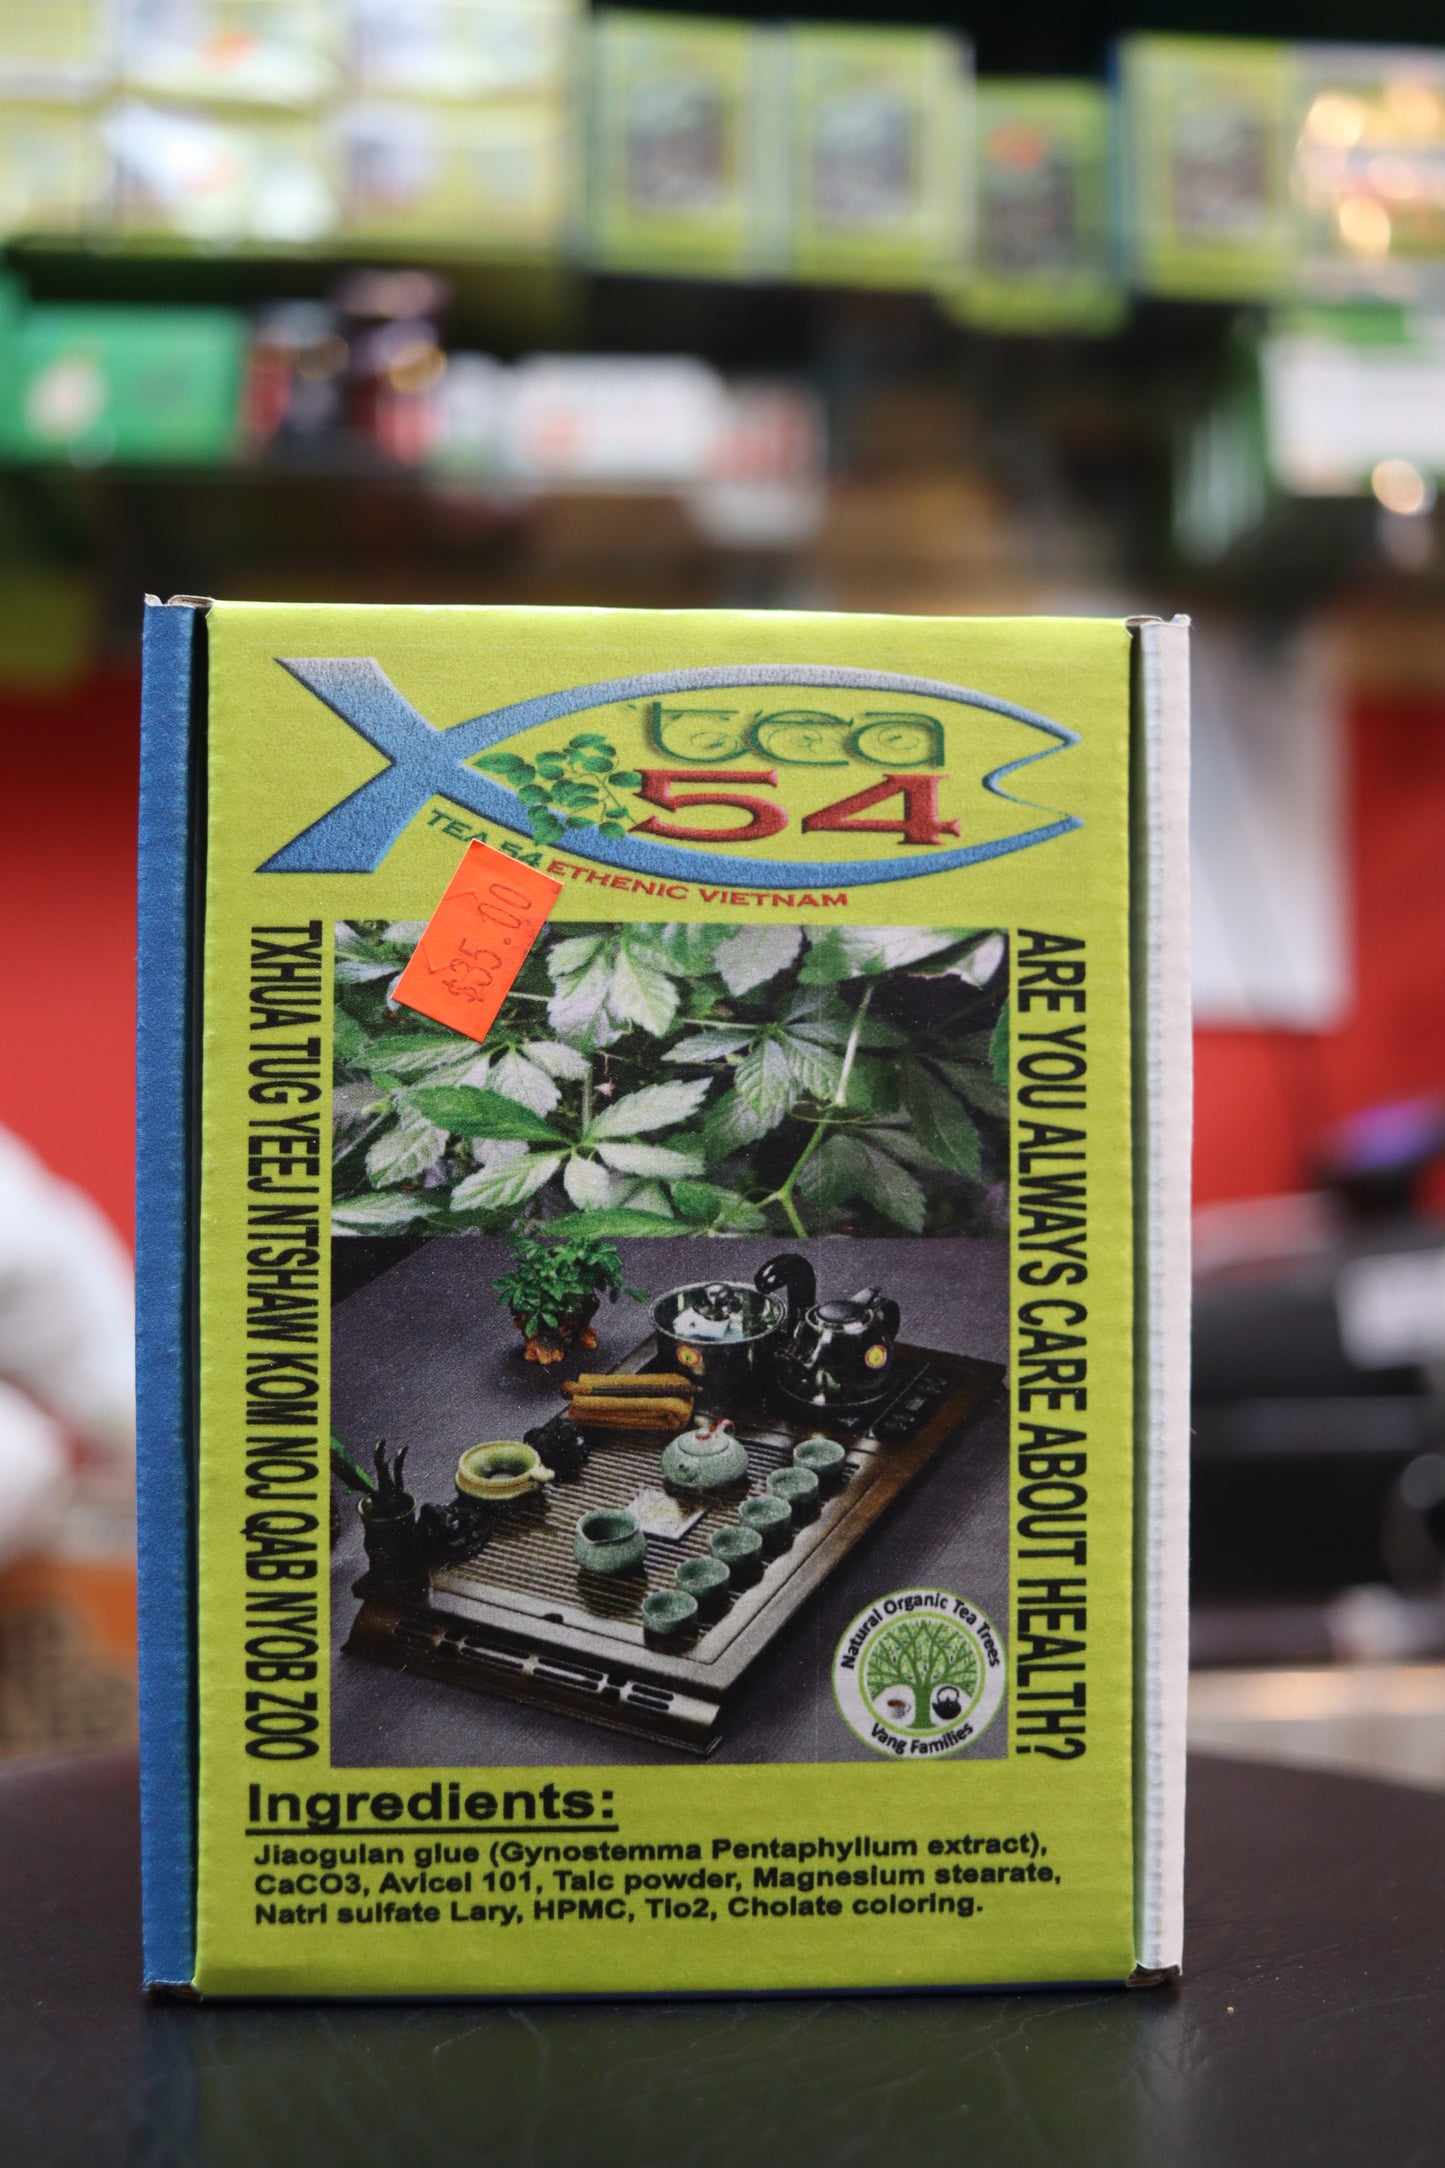 tea
54
TEA 54 ETHENIC VIETNAM
$35.00
TXHUA TUG YEEJ NTSHAW KOM NOJ QAB NYOB ZOO
ARE YOU ALWAYS CARE ABOUT HEALTH?
Natural Organic Tea Trees
Vang Families
Ingredients:
Jiaogulan glue (Gynostemma Pentaphyllum extract),
CaCO3, Avicel 101, Talc powder, Magnesium stearate,
Natri sulfate Lary, HPMC, Tio2, Cholate coloring.